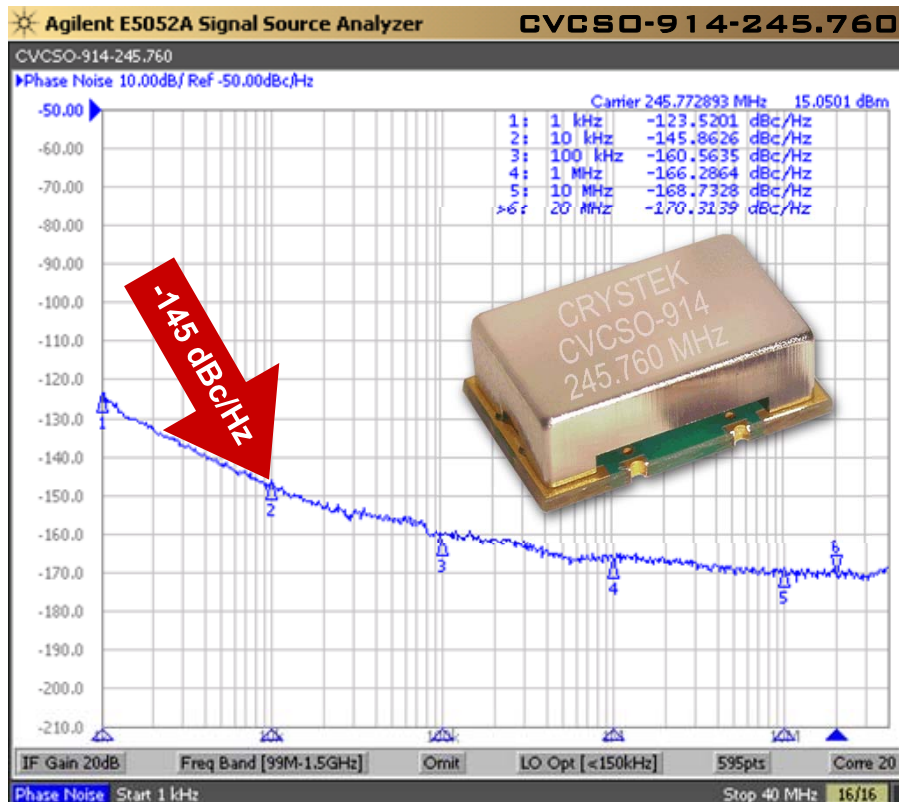 Agilent E5052A Signal Source Analyzer
CVCSO-914-245.760
CVCSO-914-245.760
Phase Noise 10.00dB/ Ref -50.00dBc/Hz
Carrier 245.772893 MHz 15.0501 dBm
1: 1 kHz -123.5201 dBc/Hz
2: 10 kHz -145.8626 dBc/Hz
3: 100 kHz -160.5635 dBc/Hz
4: 1 MHz -166.2864 dBc/Hz
5: 10 MHz -168.7328 dBc/Hz
>6: 20 MHz -170.3139 dBc/Hz
-50.00
-60.00
-70.00
-80.00
-90.00
-100.0
-110.0
-120.0
-130.0
-140.0
-150.0
-160.0
-170.0
-180.0
-190.0
-200.0
-210.0
-145 dBc/Hz
CRYSTEK
CVCSO-914
245.760 MHz
1
2
3
4
5
6
IF Gain 20dB
Freq Band [99M-1.5GHz]
Omit
LO Opt [<150kHz]
595pts
Corre 20
Phase Noise Start 1 kHz
Stop 40 MHz 16/16